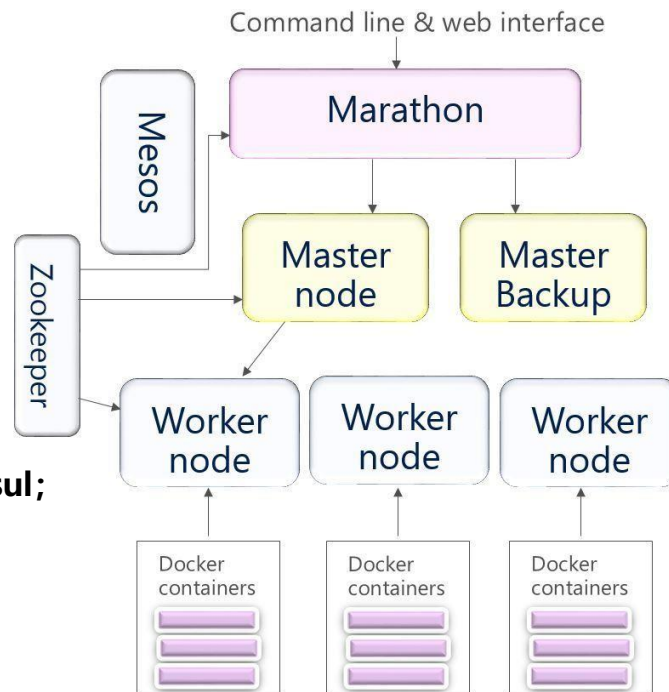 Command line & web interface
Marathon
Mesos
Master
node
Master
Backup
Zookeeper
Worker
node
Worker
node
Worker
node
sul;
Docker
containers
Docker
containers
Docker
containers